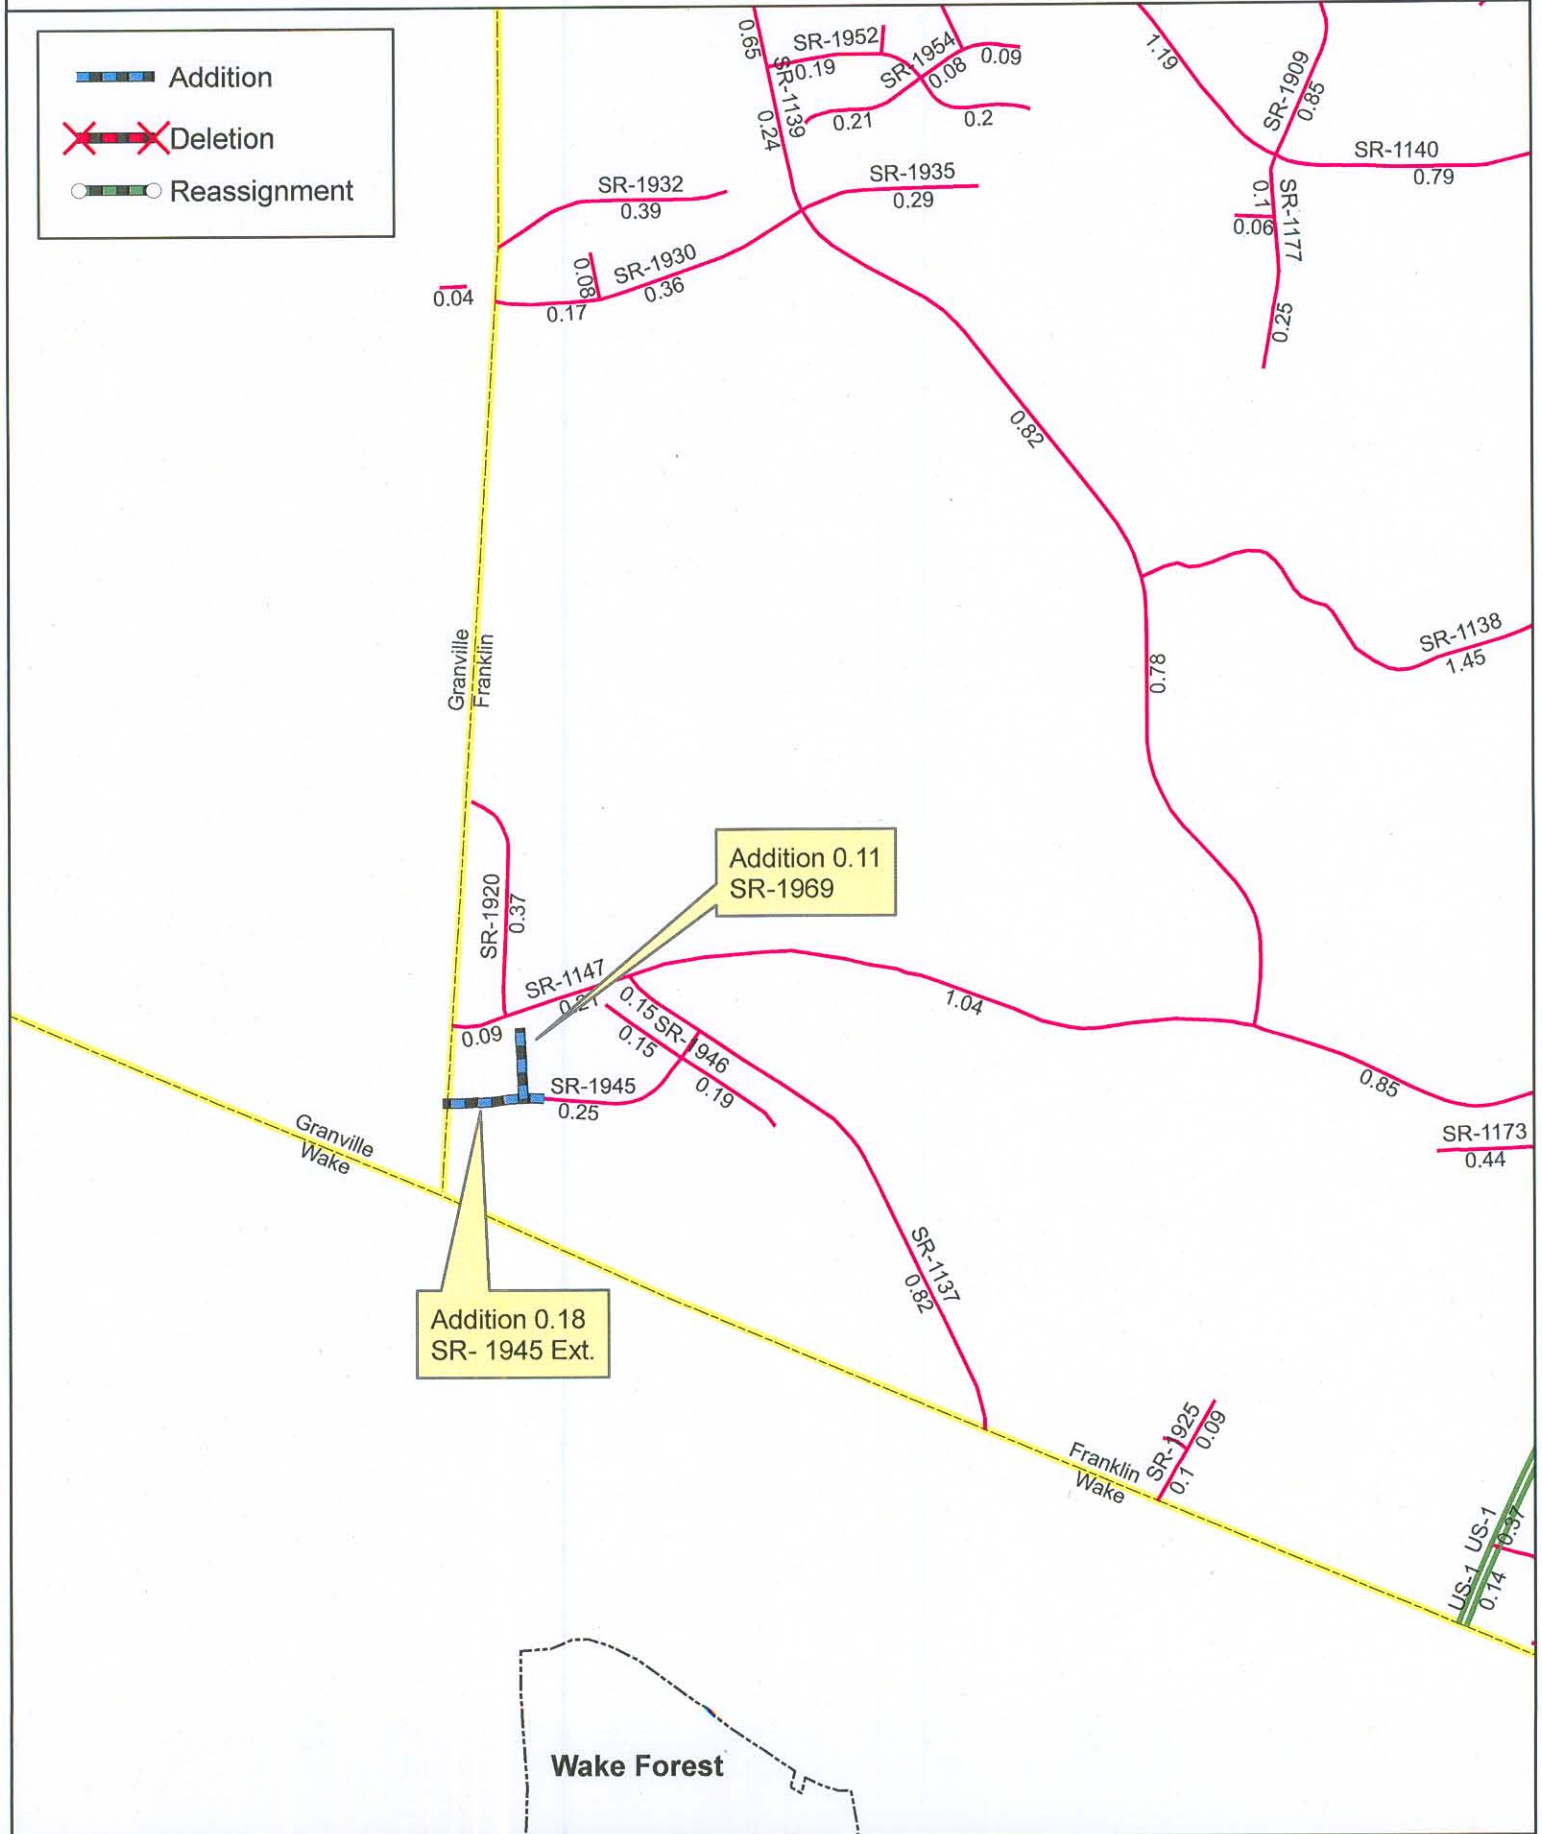 Addition
Deletion
Reassignment
0.65
SR-1952
0.19
SR-1954
0.08
0.09
SR-1139
0.24
0.21
0.2
1.19
SR-1909
0.85
SR-1140
0.79
SR-1932
0.39
SR-1935
0.29
0.1
SR-1177
0.06
0.25
0.04
0.08
SR-1930
0.36
0.17
0.82
Granville
Franklin
0.78
SR-1138
1.45
Addition 0.11
SR-1969
SR-1920
0.37
SR-1147
0.21
0.09
0.15
SR-1946
0.15
0.19
1.04
0.85
SR-1945
0.25
SR-1173
0.44
Granville
Wake
SR-1137
0.82
Addition 0.18
SR- 1945 Ext.
SR-1925
0.09
0.1
Franklin
Wake
US-1
0.37
US-1
0.14
Wake Forest